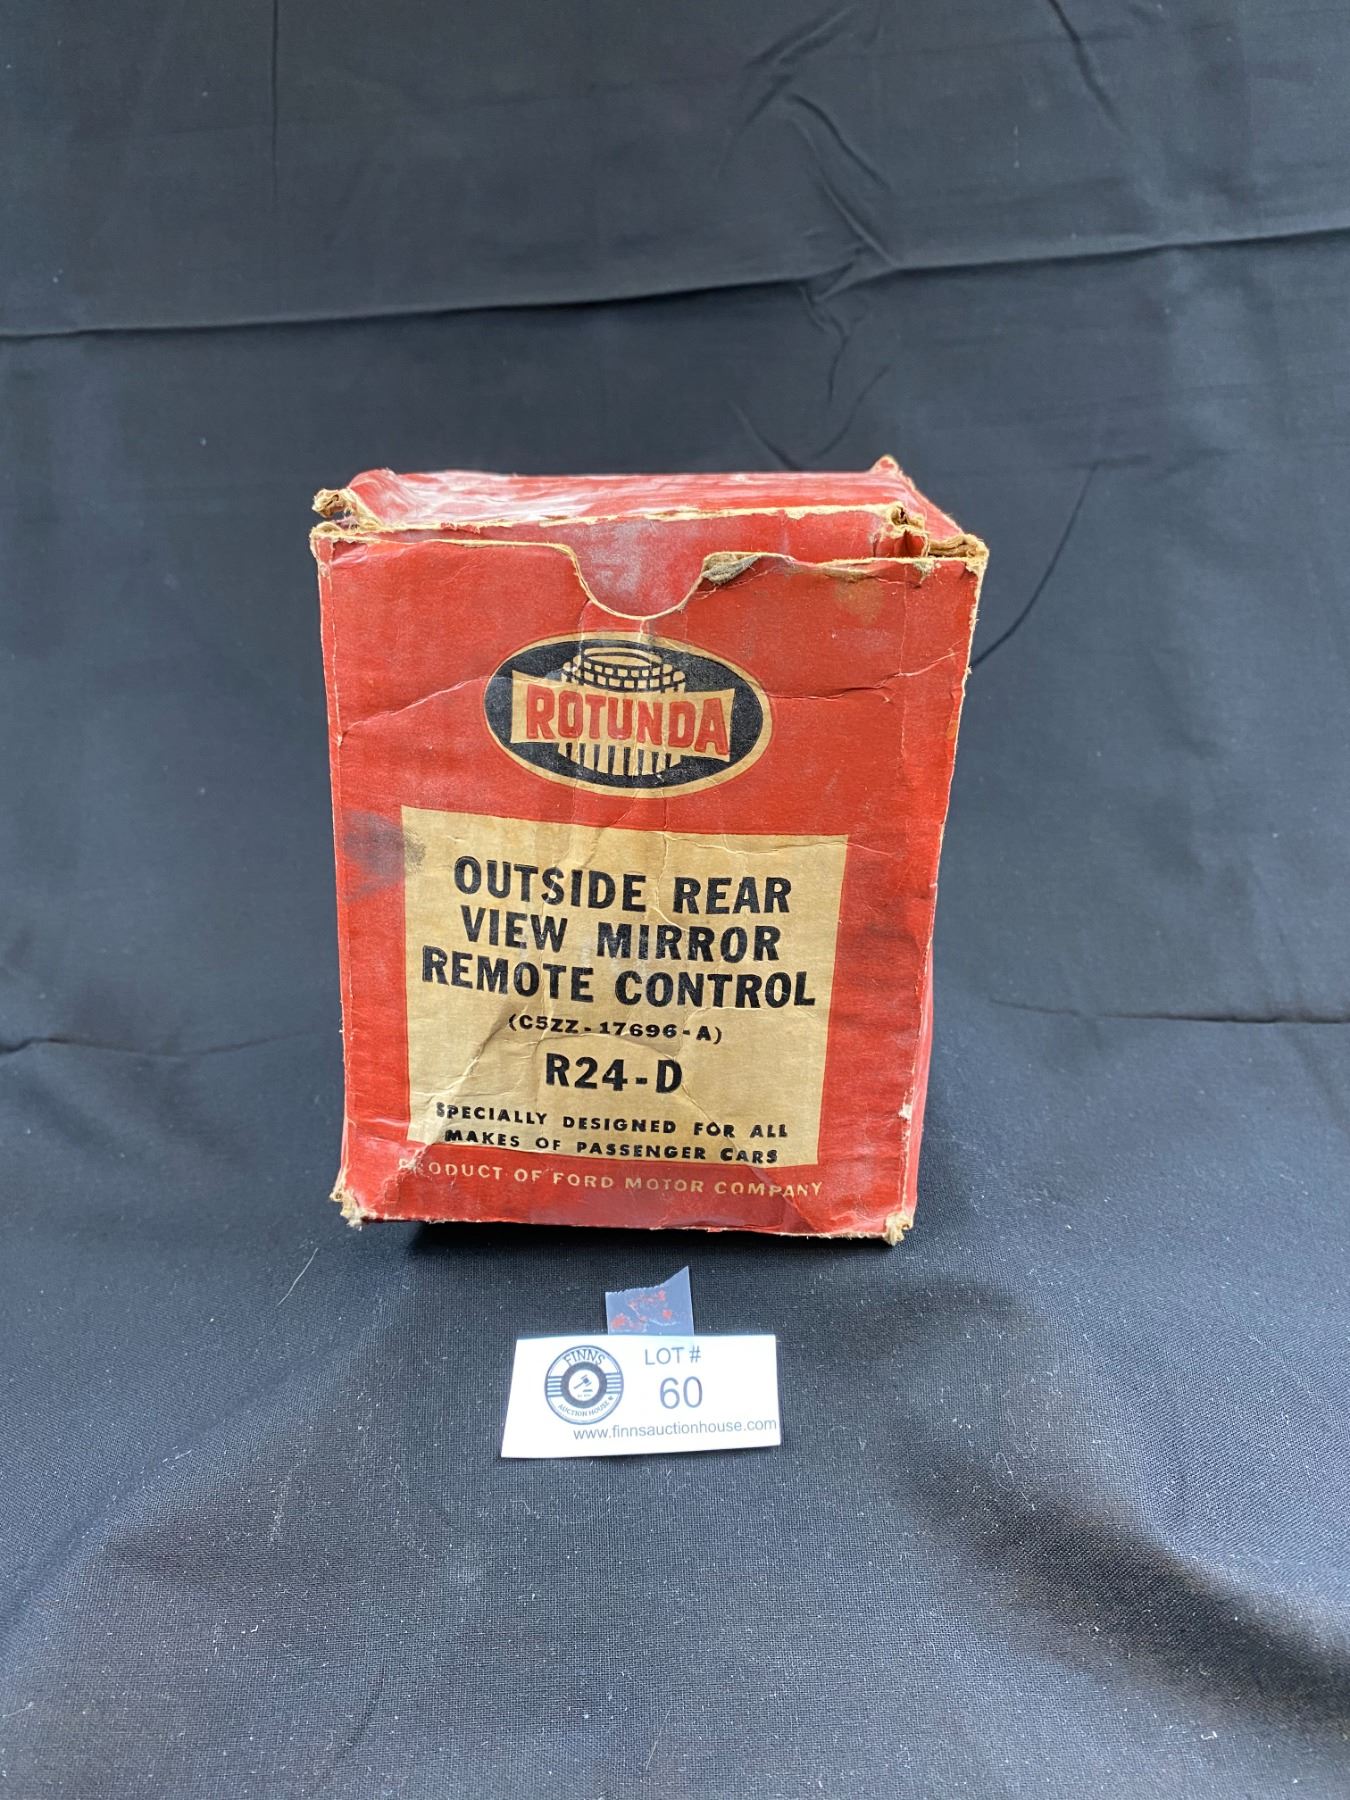 ROTUNDA
OUTSIDE REAR
VIEW MIRROR
REMOTE CONTROL
(C5ZZ-17696-A)
R24-D
SPECIALLY DESIGNED FOR ALL
MAKES OF PASSENGER CARS
PRODUCT OF FORD MOTOR COMPANY
FINNS
AUCTION HOUSE
LOT #
60
www.finnsauctionhouse.com